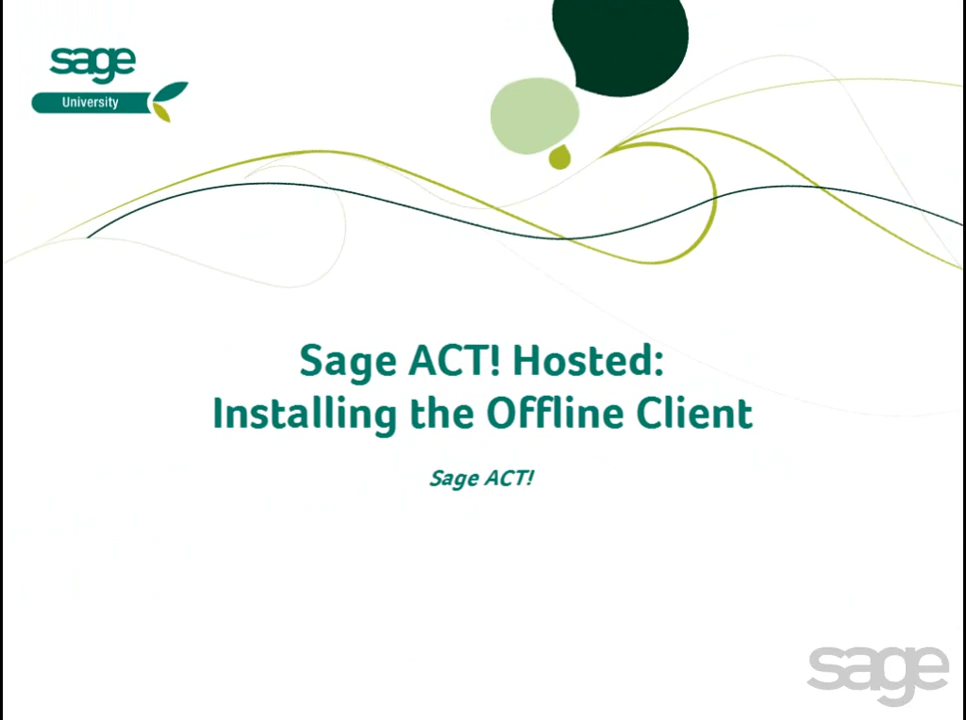 sage
University
Sage ACT! Hosted:
Installing the Offline Client
Sage ACT!
sage